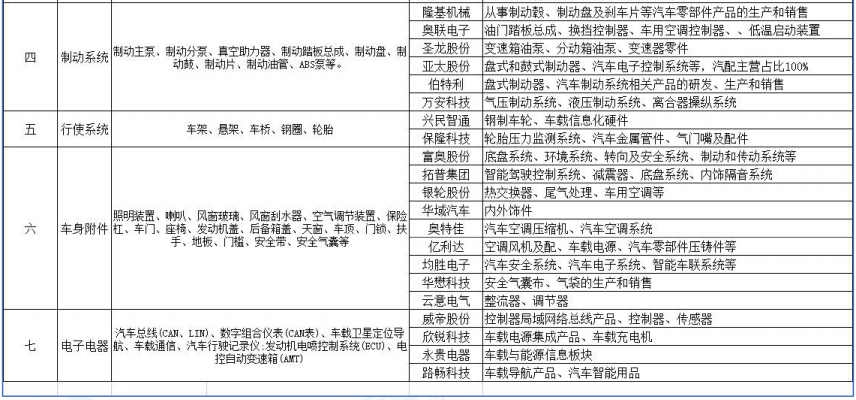 隆基机械 从事制动毂、制动盘及刹车片等汽车零部件产品的生产和销售
奥联电子 油门踏板总成、换挡控制器、车用空调控制器、、低温启动装置
圣龙股份 变速箱油泵、分动箱油泵、变速器零件
四 制动系统 制动主泵、制动分泵、真空助力器、制动踏板总成、制动盘、制
动鼓、制动片、制动油管、ABS泵等。
亚太股份 盘式和鼓式制动器、汽车电子控制系统等，汽配主营占比100%
伯特利 盘式制动器、汽车制动系统相关产品的研发、生产和销售
万安科技 气压制动系统、液压制动系统、离合器操纵系统
五 行使系统 车架、悬架、车桥、钢圈、轮胎
兴民智通 钢制车轮、车载信息化硬件
保隆科技 轮胎压力监测系统、汽车金属管件、气门嘴及配件
富奥股份 底盘系统、环境系统、转向及安全系统、制动和传动系统等
拓普集团 智能驾驶控制系统、减震器、底盘系统、内饰隔音系统
银轮股份 热交换器、尾气处理、车用空调等
华域汽车 内外饰件
六 车身附件 照明装置、喇叭、风窗玻璃、风窗刮水器、空气调节装置、保险
杠、车门、座椅、发动机盖、后备箱盖、天窗、车顶、门锁、扶
手、地板、门槛、安全带、安全气囊等
奥特佳 汽车空调压缩机、汽车空调系统
亿利达 空调风机及配、车载电源、汽车零部件压铸件等
均胜电子 汽车安全系统、汽车电子系统、智能车联系统等
华懋科技 安全气囊布、气袋的生产和销售
云意电气 整流器、调节器
七 电子电器 汽车总线(CAN、LIN)、数字组合仪表(CAN表)、车载卫星定位导
航、车载通信、汽车行驶记录仪;发动机电喷控制系统(ECU)、电
控自动变速箱(AMT)
威帝股份 控制器局域网络总线产品、控制器、传感器
欣锐科技 车载电源集成产品、车载充电机
永贵电器 车载与能源信息板块
路畅科技 车载导航产品、汽车智能用品